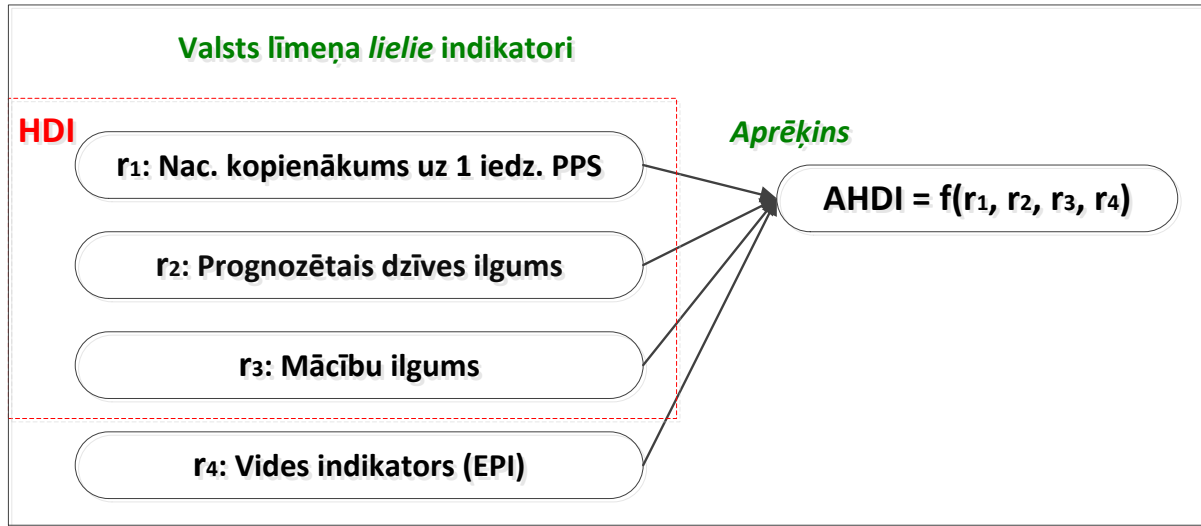 Valsts līmeņa lielie indikatori
HDI
r1: Nac. kopienākums uz 1 iedz. PPS
r2: Prognozētais dzīves ilgums
r3: Mācību ilgums
r4: Vides indikators (EPI)
Aprēķins
AHDI = f(r1, r2, r3, r4)